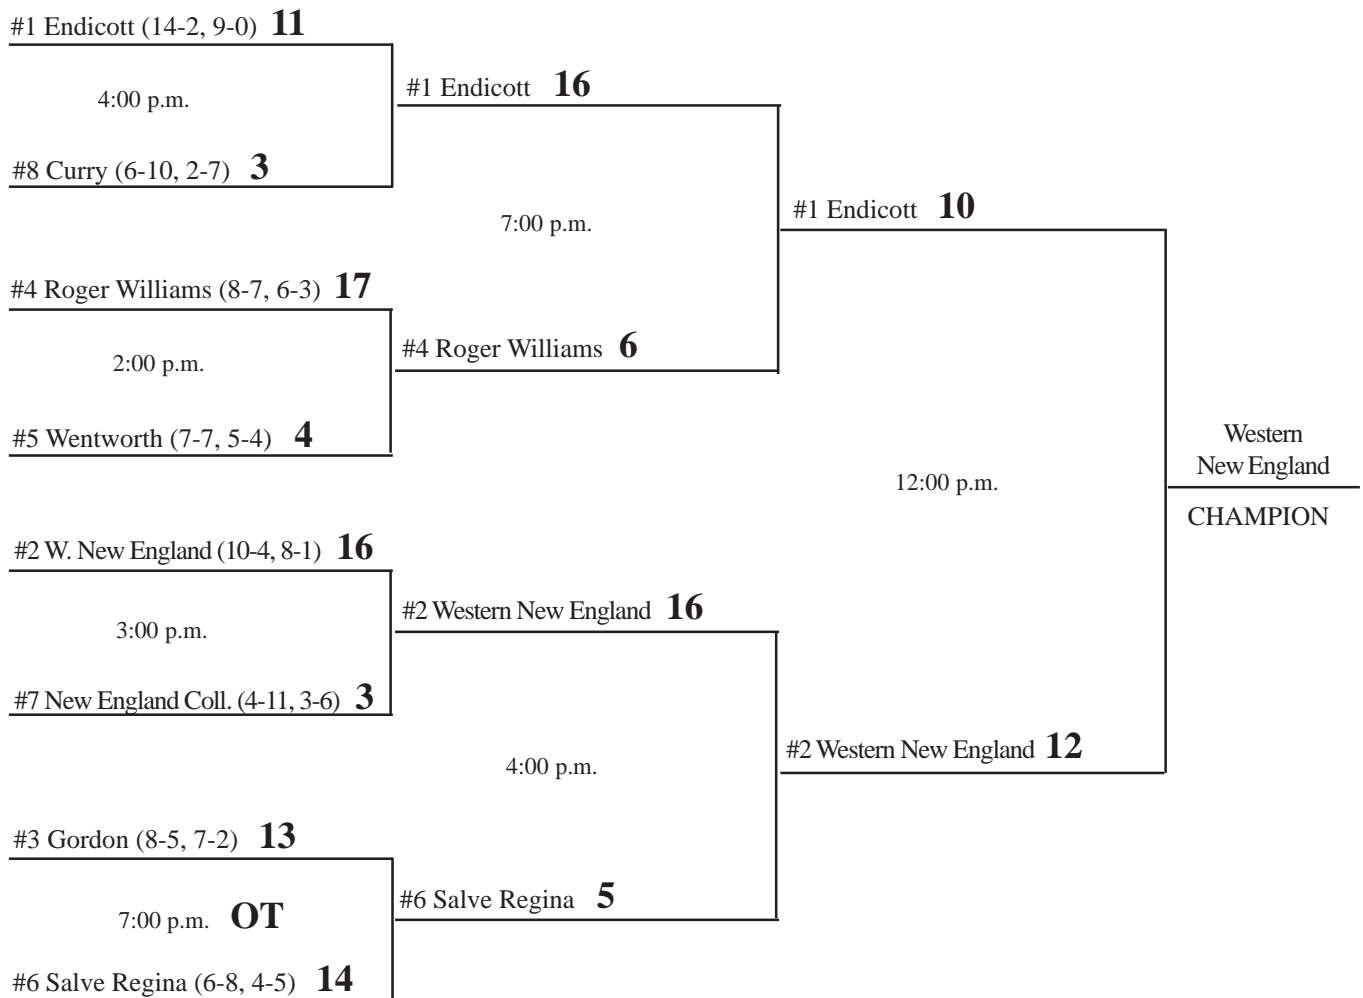 #1 Endicott (14-2, 9-0) 11
4:00 p.m.
#8 Curry (6-10, 2-7) 3
#4 Roger Williams (8-7, 6-3) 17
2:00 p.m.
#5 Wentworth (7-7, 5-4) 4
#2 W. New England (10-4, 8-1) 16
3:00 p.m.
#7 New England Coll. (4-11, 3-6) 3
#3 Gordon (8-5, 7-2) 13
7:00 p.m. OT
#6 Salve Regina (6-8, 4-5) 14
#1 Endicott 16
7:00 p.m.
#4 Roger Williams 6
#2 Western New England 16
4:00 p.m.
#6 Salve Regina 5
#1 Endicott 10
12:00 p.m.
#2 Western New England 12
Western
New England
CHAMPION